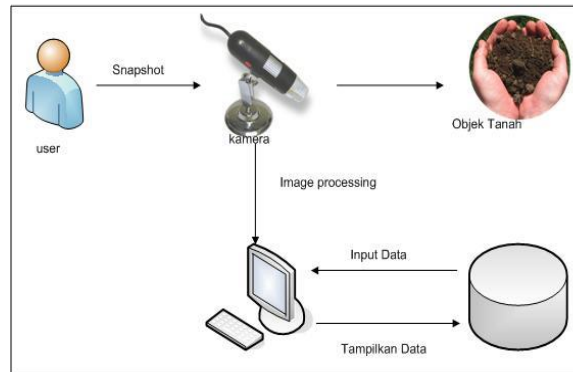 Snapshot
user
kamera
Objek Tanah
Image processing
Input Data
Tampilkan Data